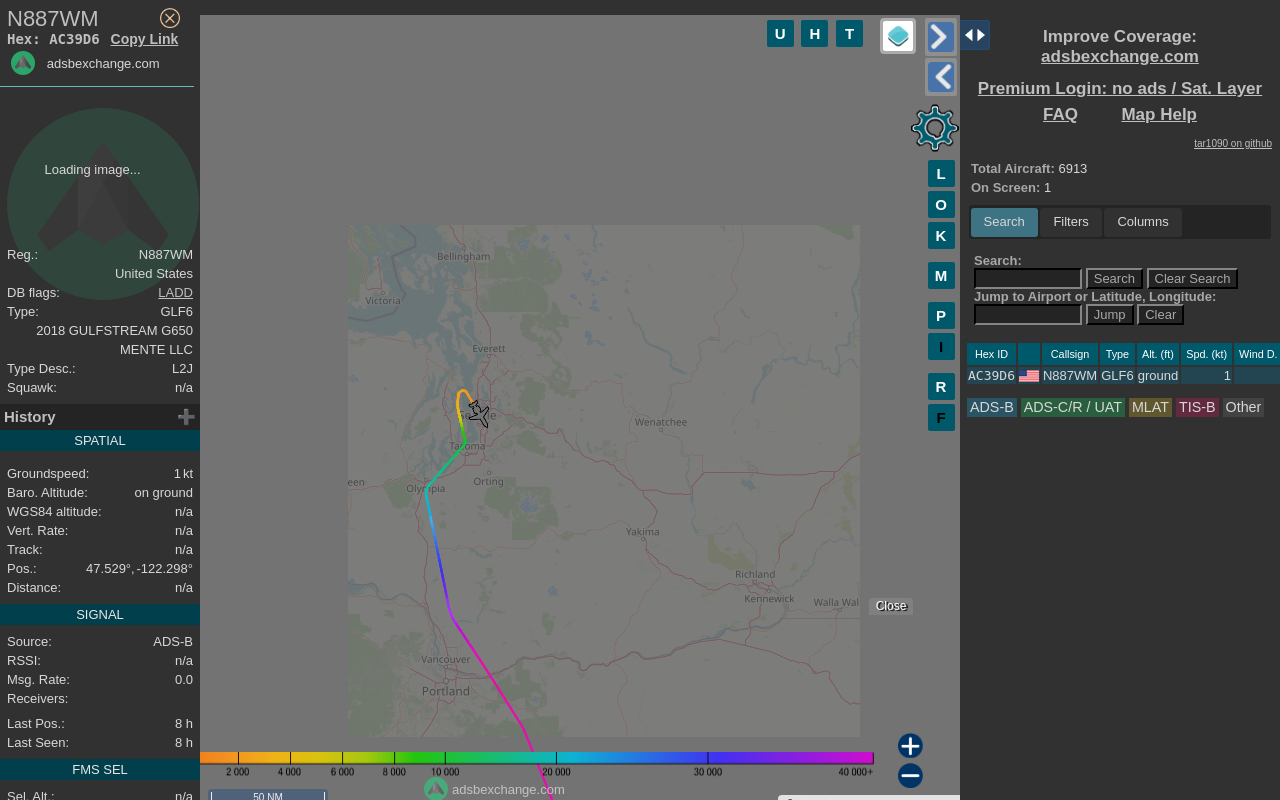 N887WM
Hex: AC39D6 Copy Link
adsbexchange.com
Loading image...
Reg.: N887WM
United States
DB flags: LADD
Type: GLF6
2018 GULFSTREAM G650
MENTE LLC
Type Desc.: L2J
Squawk: n/a
History
SPATIAL
Groundspeed: 1 kt
Baro. Altitude: on ground
WGS84 altitude: n/a
Vert. Rate: n/a
Track: n/a
Pos.: 47.529°, -122.298°
Distance: n/a
SIGNAL
Source: ADS-B
RSSI: n/a
Msg. Rate: 0.0
Receivers:
Last Pos.: 8 h
Last Seen: 8 h
FMS SEL
Sel. Alt.: n/a
U H T
L
O
K
M
P
I
R
F
Bellingham
Victoria
Everett
Wenatchee
Tacoma
Orting
Olympia
een
Yakima
Richland
Kennewick
Walla Wal
Vancouver
Portland
Close
2 000 4 000 6 000 8 000 10 000 20 000 30 000 40 000+
adsbexchange.com
50 NM
Improve Coverage:
adsbexchange.com
Premium Login: no ads / Sat. Layer
FAQ Map Help
tar1090 on github
Total Aircraft: 6913
On Screen: 1
Search Filters Columns
Search:
Search Clear Search
Jump to Airport or Latitude, Longitude:
Jump Clear
Hex ID Callsign Type Alt. (ft) Spd. (kt) Wind D.
AC39D6 N887WM GLF6 ground 1
ADS-B ADS-C/R / UAT MLAT TIS-B Other